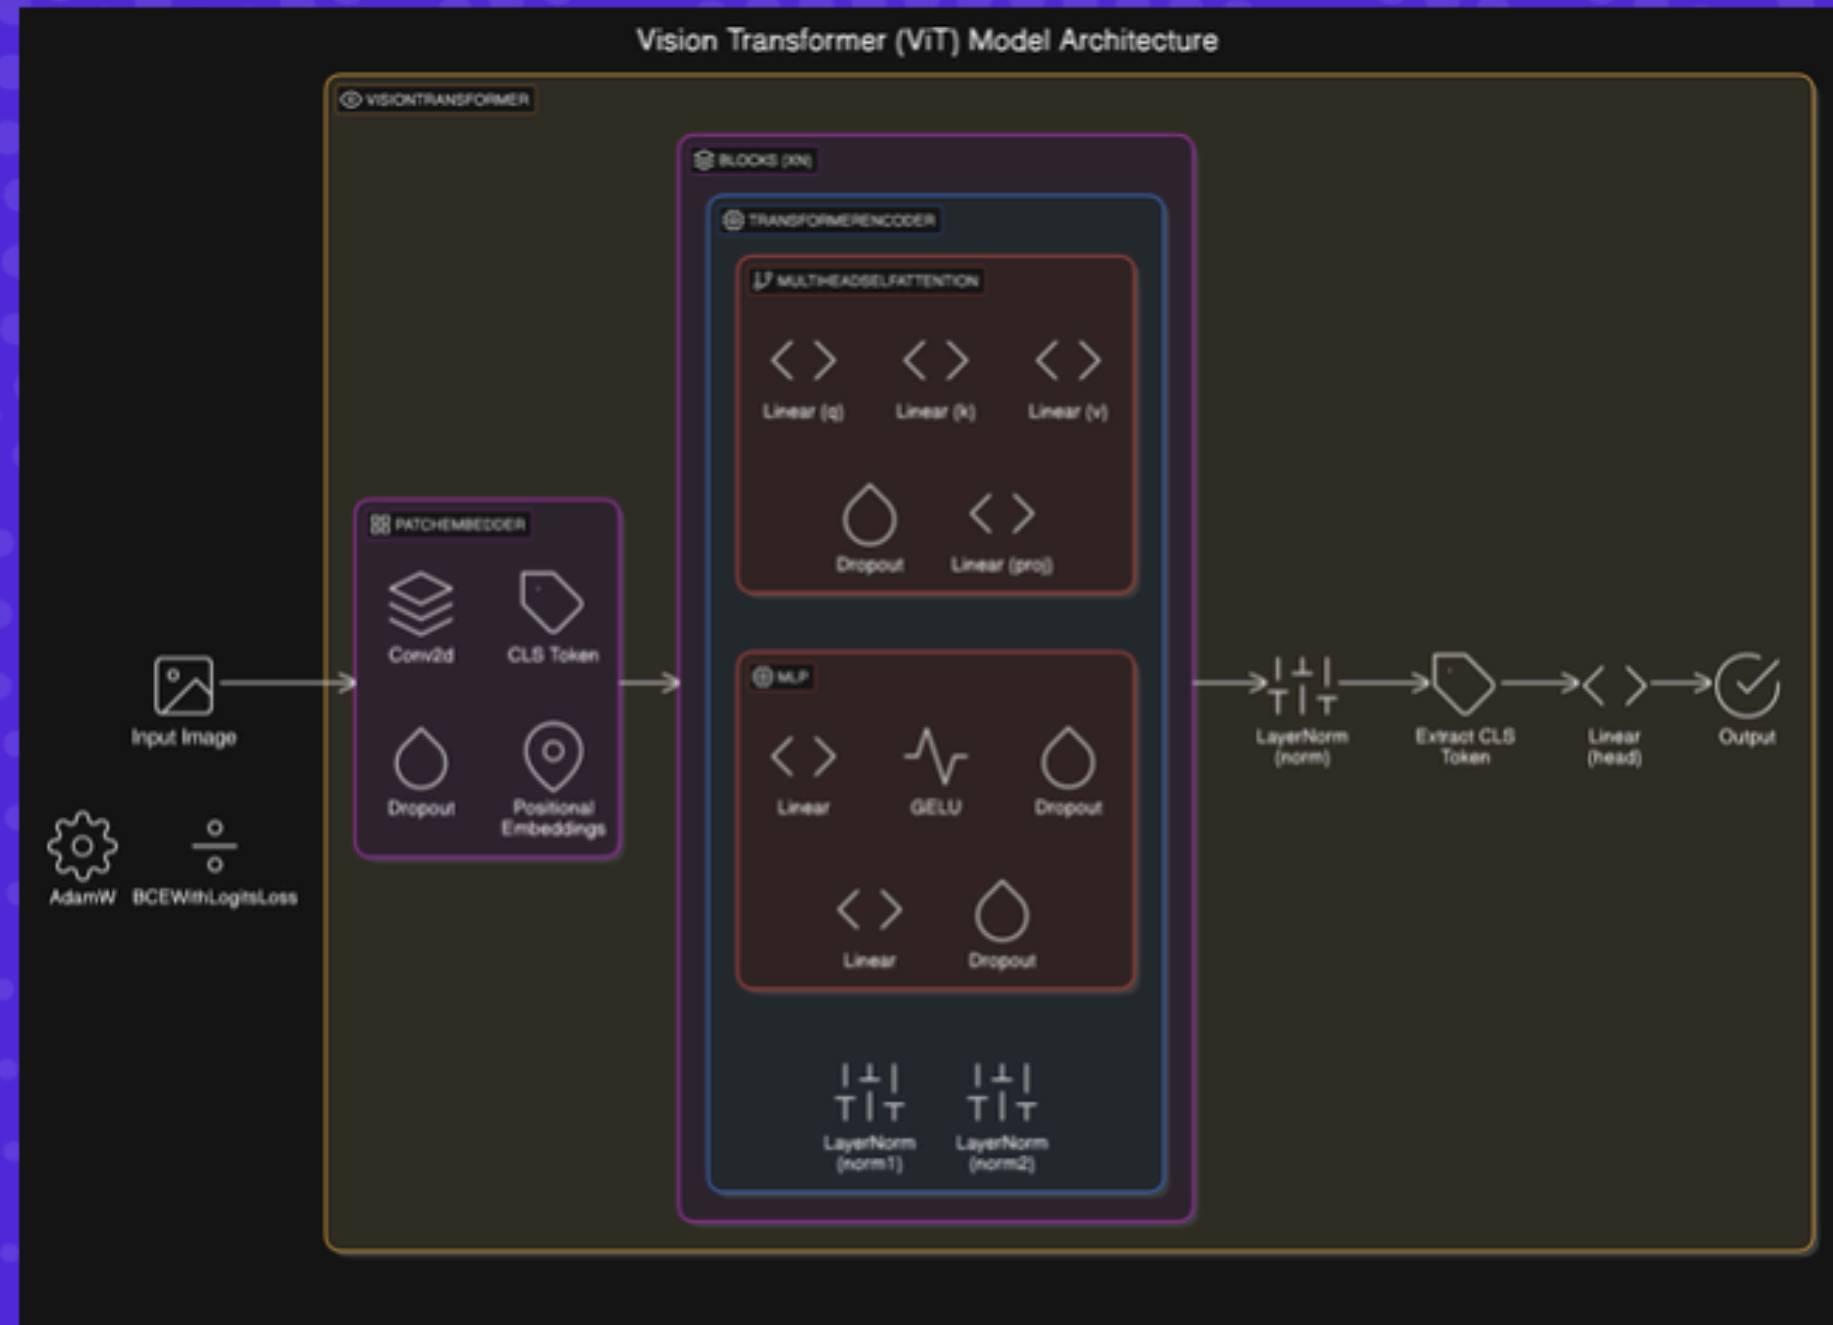 Vision Transformer (ViT) Model Architecture
VISIONTRANSFORMER
BLOCKS (XN)
TRANSFORMERENCODER
MULTIHEADSELFATTENTION
Linear (q)
Linear (k)
Linear (v)
Dropout
Linear (proj)
PATCHEMBEDDER
Conv2d
CLS Token
Dropout
Positional
Embeddings
Input Image
AdamW
BCEWithLogitsLoss
MLP
Linear
GELU
Dropout
Linear
Dropout
LayerNorm
(norm1)
LayerNorm
(norm2)
LayerNorm
(norm)
Extract CLS
Token
Linear
(head)
Output